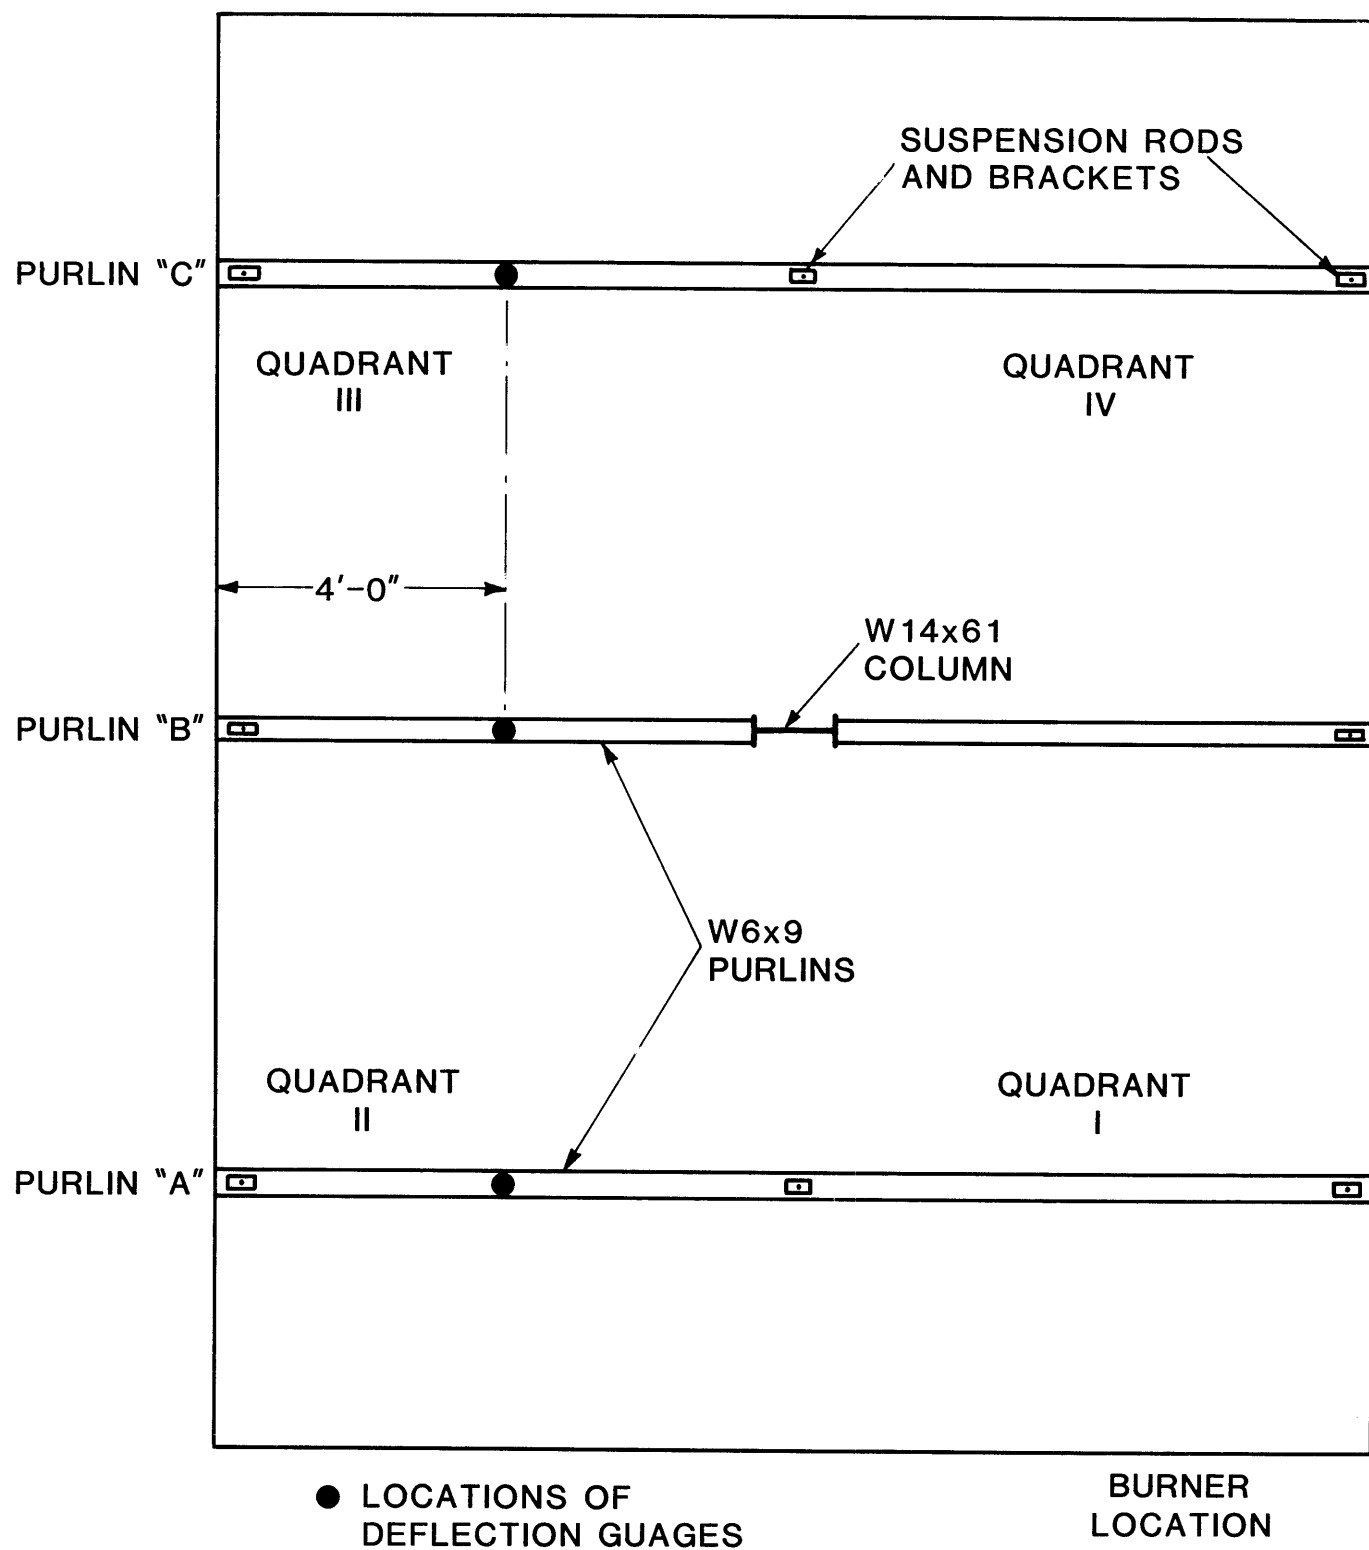 SUSPENSION RODS
AND BRACKETS
PURLIN "C"
QUADRANT
III
QUADRANT
IV
4'-0"
W14x61
COLUMN
PURLIN "B"
W6x9
PURLINS
QUADRANT
II
QUADRANT
I
PURLIN "A"
LOCATIONS OF
DEFLECTION GUAGES
BURNER
LOCATION